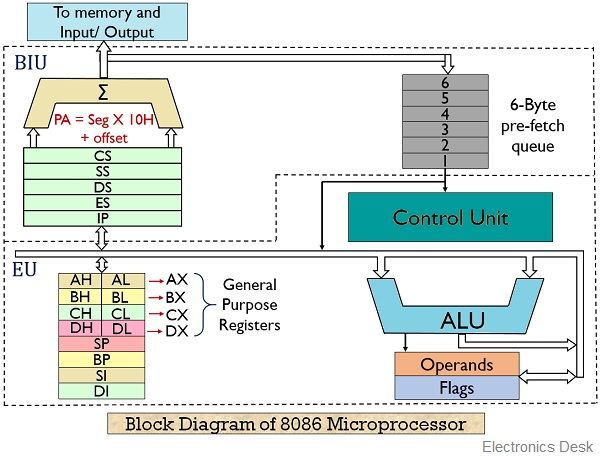 To memory and
Input/ Output
BIU
Σ
PA = Seg X 10H
+ offset
CS
SS
DS
ES
IP
6
5
4
3
2
1
6-Byte
pre-fetch
queue
Control Unit
EU
AH AL AX
BH BL BX
CH CL CX
DH DL DX
SP
BP
SI
DI
General
Purpose
Registers
ALU
Operands
Flags
Block Diagram of 8086 Microprocessor
Electronics Desk